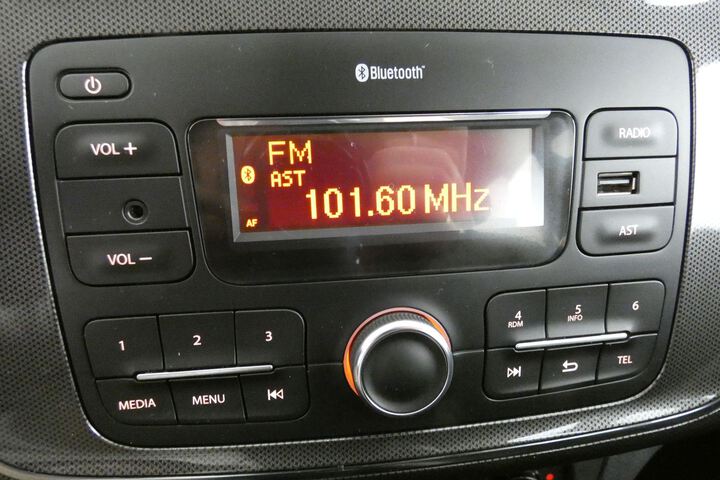 Bluetooth™
VOL +
VOL –
FM
AST
AF
101.60 MHz
RADIO
AST
1
2
3
MEDIA
MENU
4
RDM
5
INFO
6
TEL